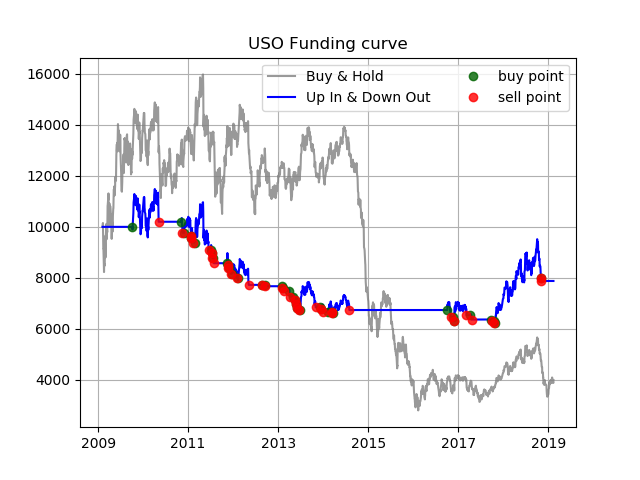 USO Funding curve
16000
14000
12000
10000
8000
6000
4000
Buy & Hold
Up In & Down Out
buy point
sell point
2009 2011 2013 2015 2017 2019